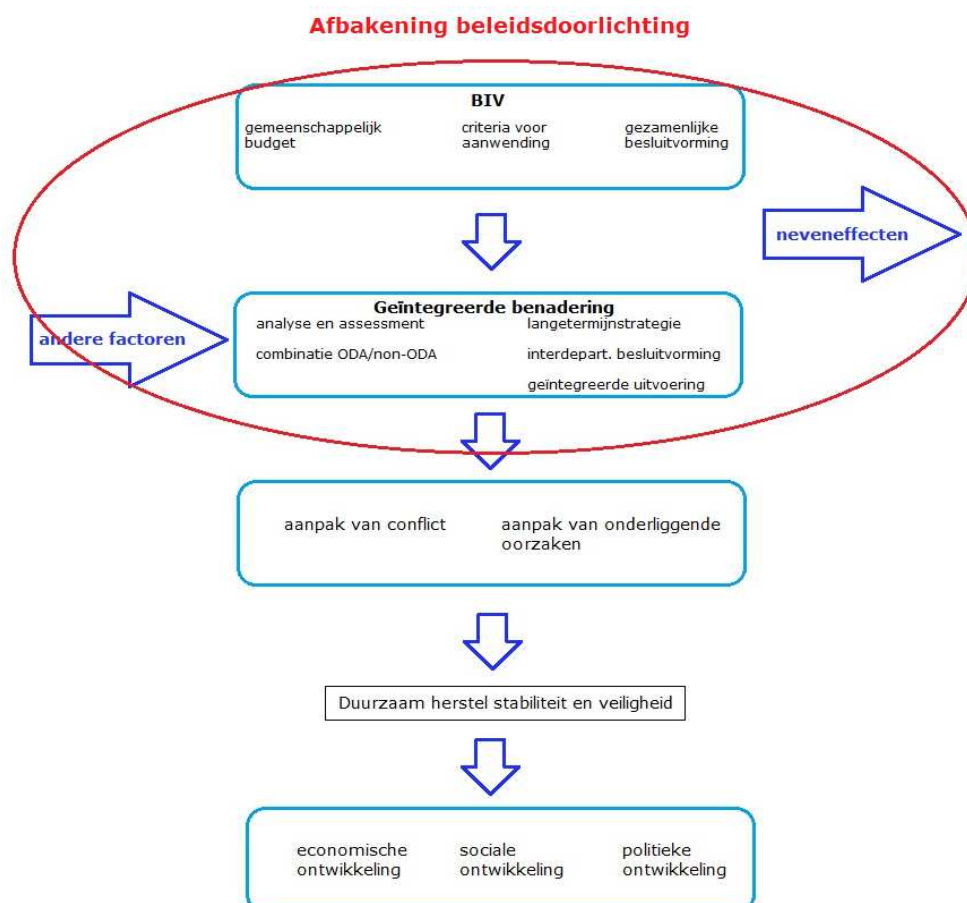 Afbakening beleidsdoorlichting
BIV
gemeenschappelijk
budget
criteria voor
aanwending
gezamenlijke
besluitvorming
neveneffecten
andere factoren
Geïntegreerde benadering
analyse en assessment
langetermijnstrategie
combinatie ODA/non-ODA
interdepart. besluitvorming
geïntegreerde uitvoering
aanpak van conflict
aanpak van onderliggende
oorzaken
Duurzaam herstel stabiliteit en veiligheid
economische
ontwikkeling
sociale
ontwikkeling
politieke
ontwikkeling